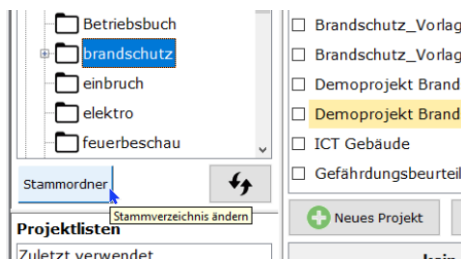 Betriebsbuch
brandschutz
einbruch
elektro
feuerbeschau
Stammordner
Stammverzeichnis ändern
Projektlisten
Zuletzt verwendet
Brandschutz_Vorlag
Brandschutz_Vorlag
Demoprojekt Brand
Demoprojekt Brand
ICT Gebäude
Gefährdungsbeurteil
Neues Projekt
kein